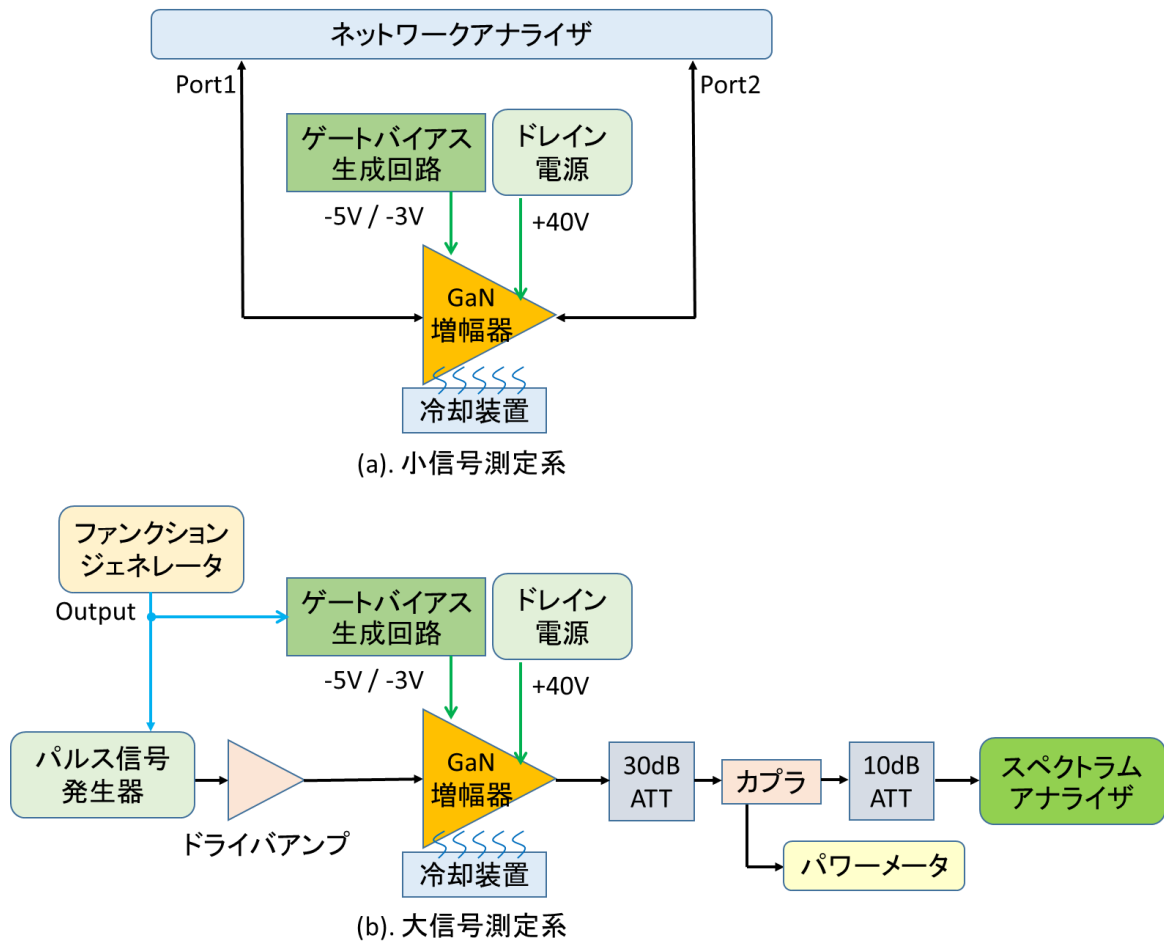 ネットワークアナライザ
Port1
Port2
ゲートバイアス
生成回路
ドレイン
電源
-5V / -3V
+40V
GaN
増幅器
冷却装置
(a). 小信号測定系
ファンクション
ジェネレータ
Output
ゲートバイアス
生成回路
ドレイン
電源
-5V / -3V
+40V
パルス信号
発生器
ドライバアンプ
GaN
増幅器
30dB
ATT
カプラ
10dB
ATT
スペクトラム
アナライザ
冷却装置
パワーメータ
(b). 大信号測定系